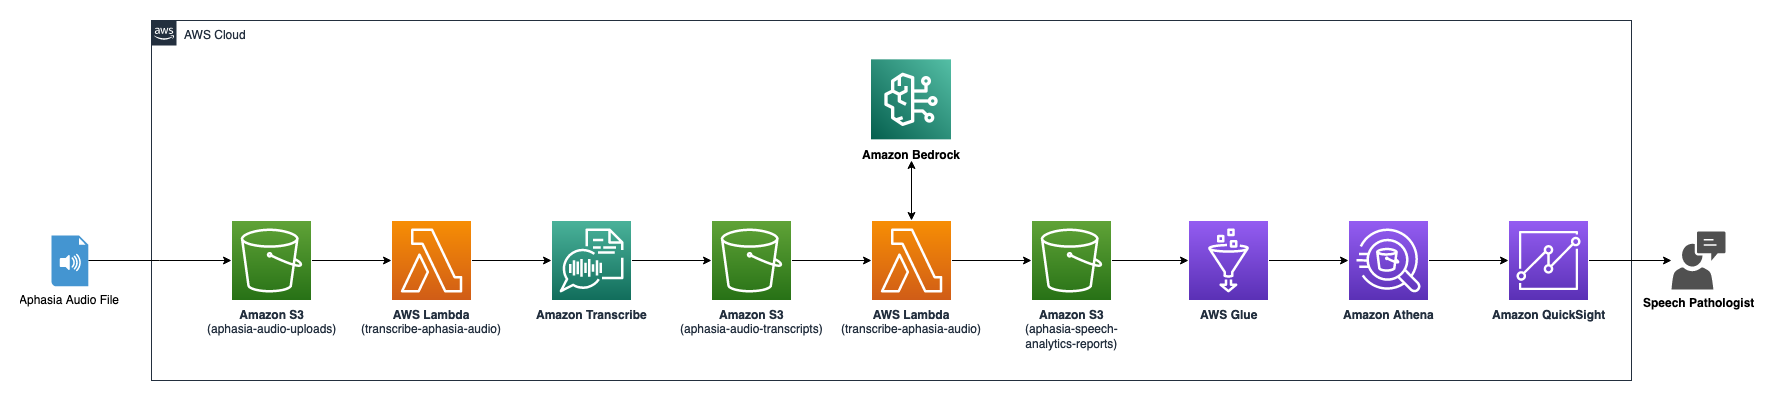 aws
AWS Cloud
Amazon Bedrock
Aphasia Audio File
Amazon S3
(aphasia-audio-uploads)
AWS Lambda
(transcribe-aphasia-audio)
Amazon Transcribe
Amazon S3
(aphasia-audio-transcripts)
AWS Lambda
(transcribe-aphasia-audio)
Amazon S3
(aphasia-speech-
analytics-reports)
AWS Glue
Amazon Athena
Amazon QuickSight
Speech Pathologist